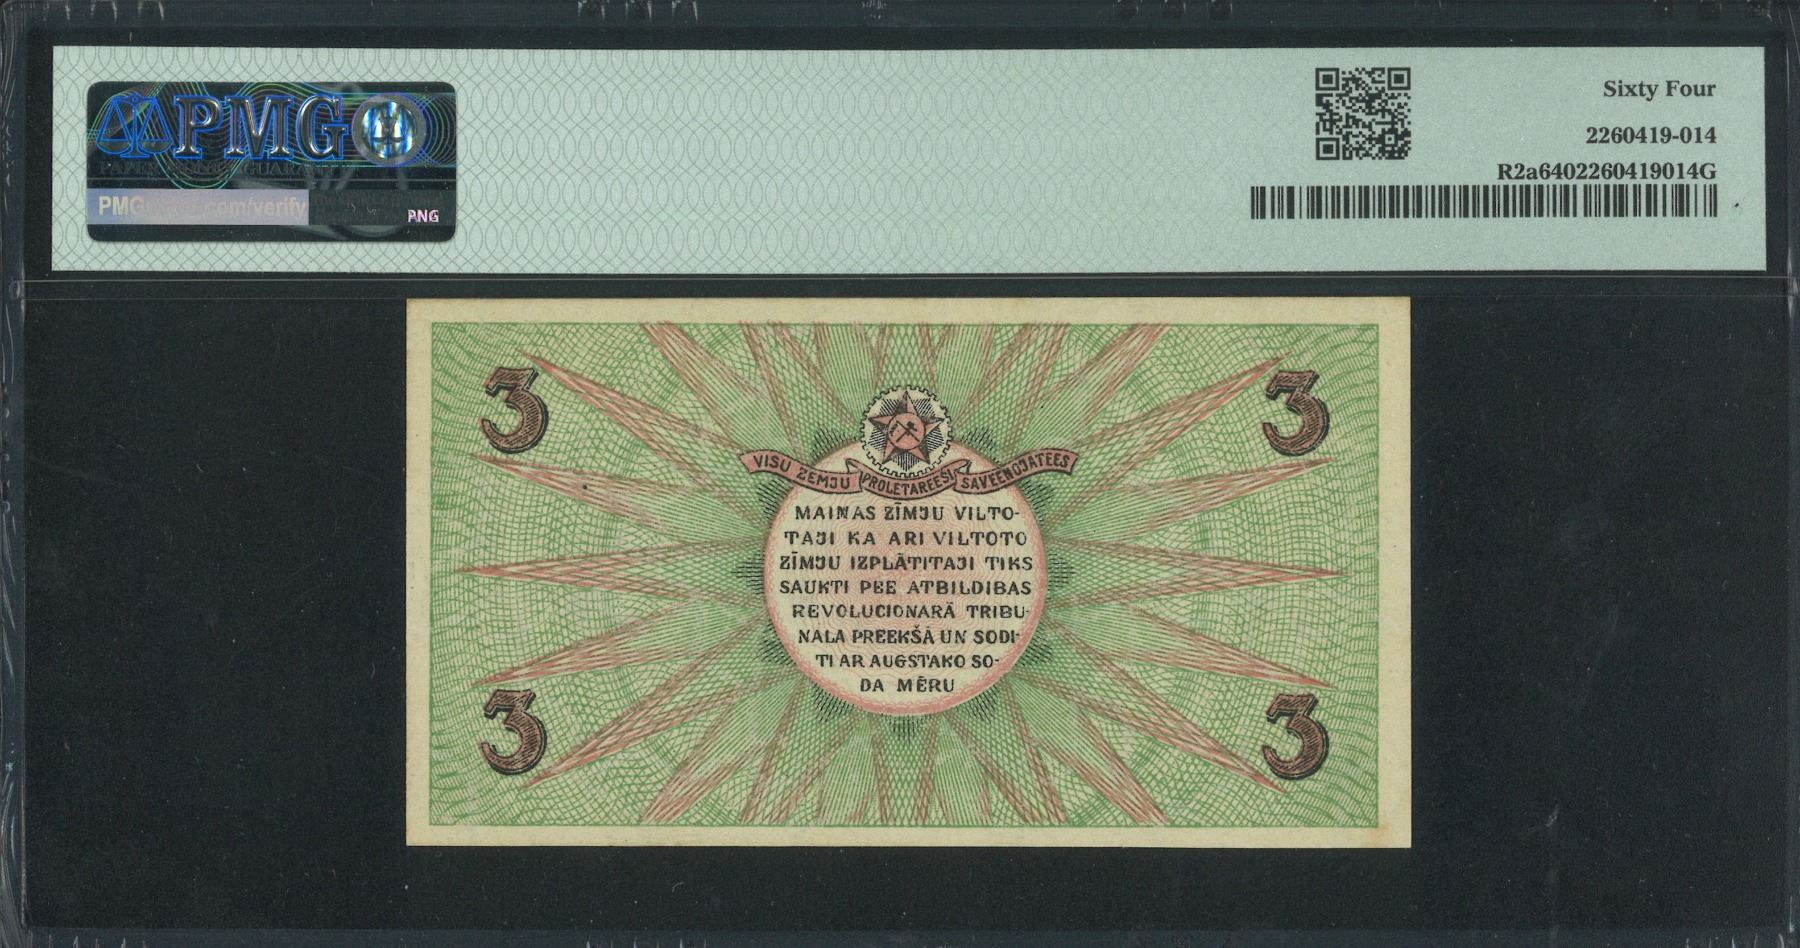 PMG
Sixty Four
2260419-014
R2a6402260419014G
PNG
3
3
VISU ZEMJU PROLETAREEŠI SAVEENOJATEES
MAIŅAS ZĪMJU VILTO-
TAJI KA ARI VILTOTO
ZĪMJU IZPLĀTITAJI TIKS
SAUKTI PEE ATBILDIBAS
REVOLUCIONARĀ TRIBU-
NALA PREEKŠĀ UN SODI-
TI AR AUGSTAKO SO-
DA MĒRU
3
3